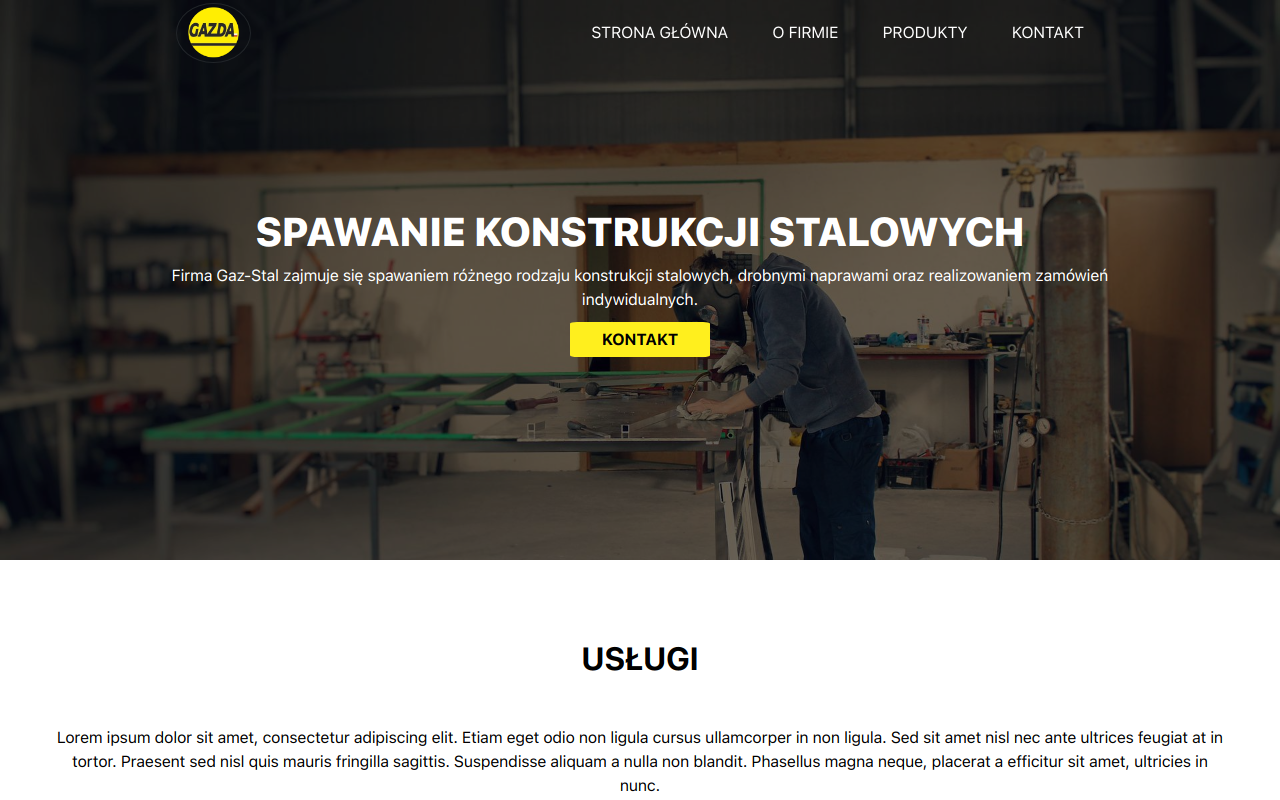 GAZDA
STRONA GŁÓWNA
O FIRMIE
PRODUKTY
KONTAKT
SPAWANIE KONSTRUKCJI STALOWYCH
Firma Gaz-Stal zajmuje się spawaniem różnego rodzaju konstrukcji stalowych, drobnymi naprawami oraz realizowaniem zamówień
indywidualnych.
KONTAKT
USŁUGI
Lorem ipsum dolor sit amet, consectetur adipiscing elit. Etiam eget odio non ligula cursus ullamcorper in non ligula. Sed sit amet nisl nec ante ultrices feugiat at in
tortor. Praesent sed nisl quis mauris fringilla sagittis. Suspendisse aliquam a nulla non blandit. Phasellus magna neque, placerat a efficitur sit amet, ultricies in
nunc.